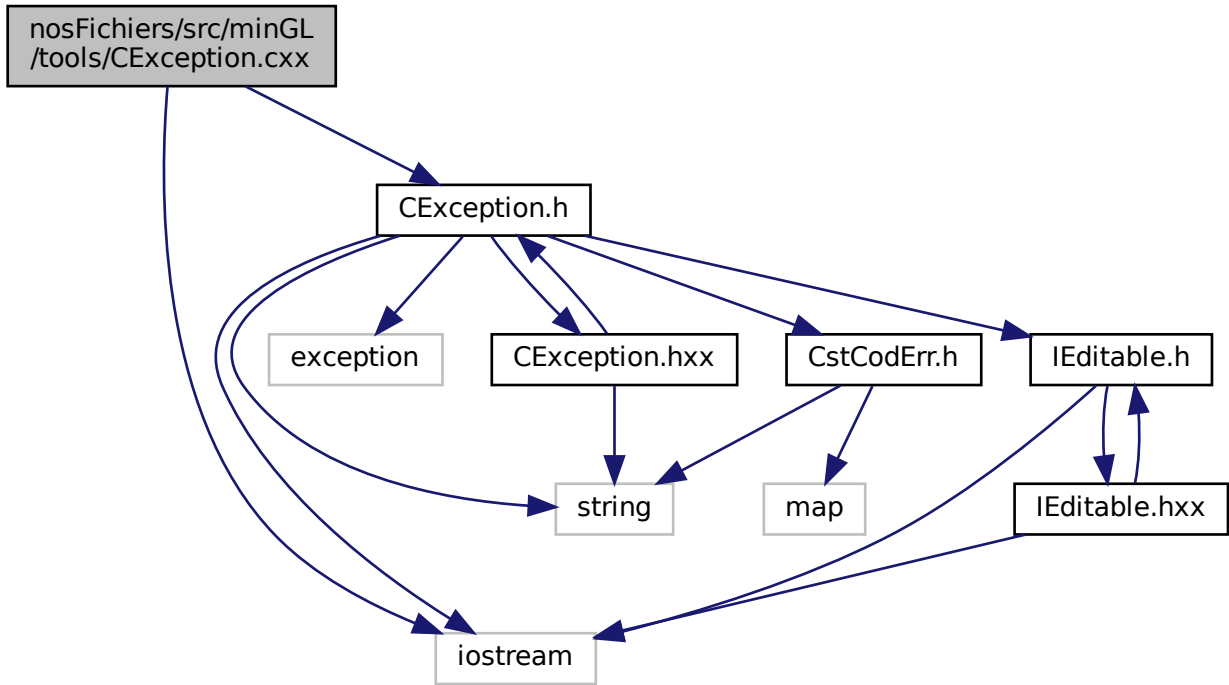 nosFichiers/src/minGL
/tools/CException.cxx
CException.h
exception
CException.hxx
CstCodErr.h
IEditable.h
string
map
IEditable.hxx
iostream